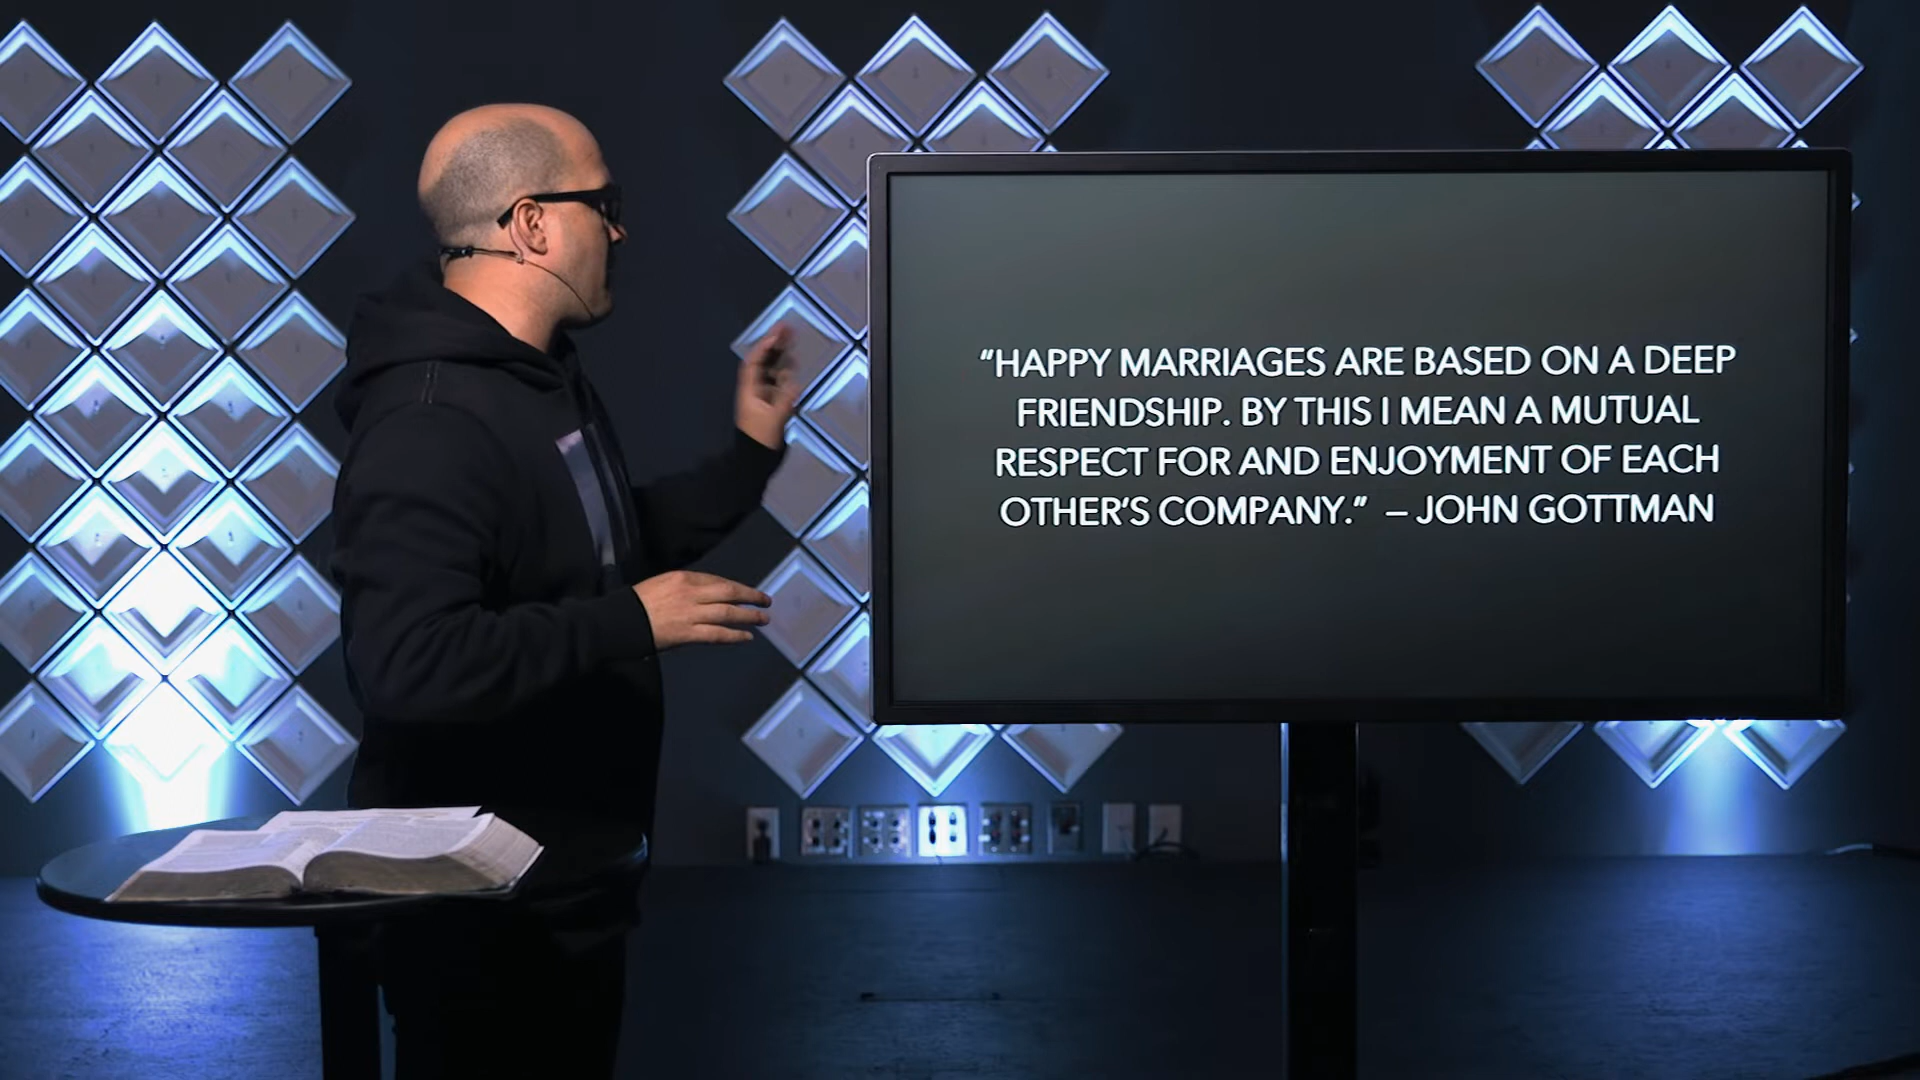 “HAPPY MARRIAGES ARE BASED ON A DEEP
FRIENDSHIP. BY THIS I MEAN A MUTUAL
RESPECT FOR AND ENJOYMENT OF EACH
OTHER’S COMPANY.” – JOHN GOTTMAN